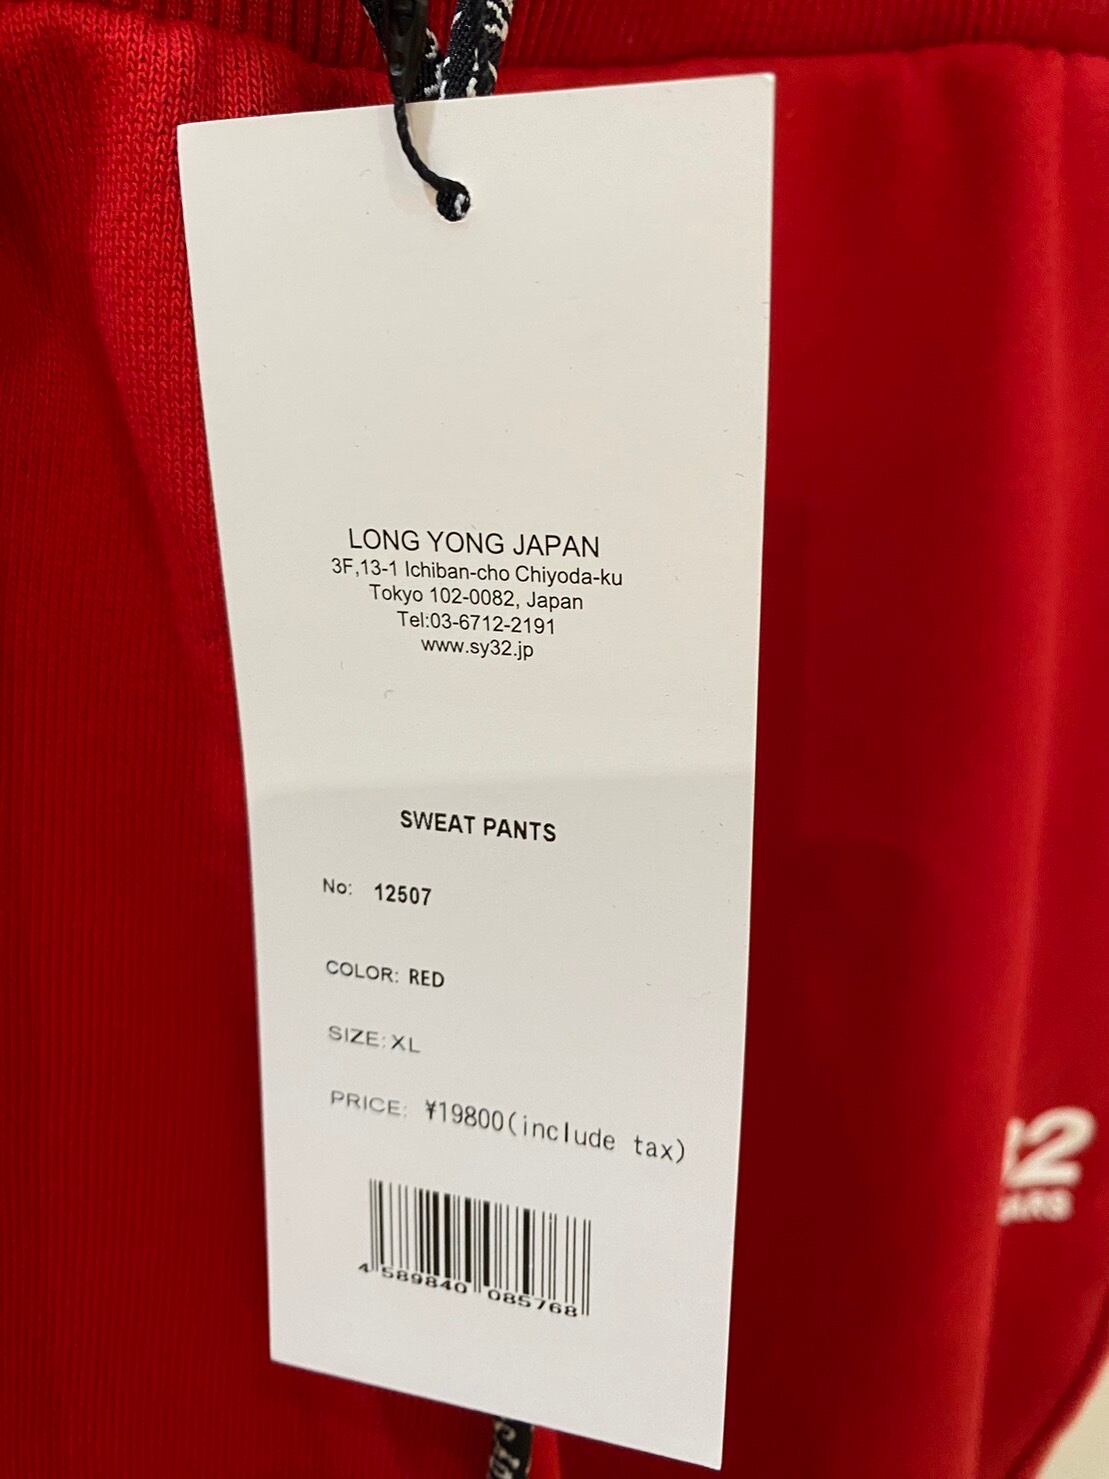 LONG YONG JAPAN
3F,13-1 Ichiban-cho Chiyoda-ku
Tokyo 102-0082, Japan
Tel:03-6712-2191
www.sy32.jp
SWEAT PANTS
No: 12507
COLOR: RED
SIZE: XL
PRICE: ¥19800(include tax)
4 589840 085768
32